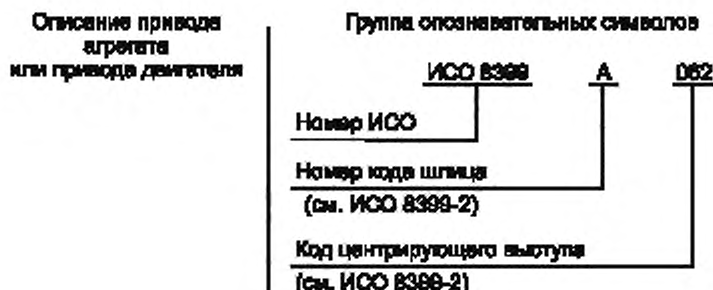 Описание привода
агрегата
или привода двигателя
Группа опознавательных символов
ИСО 8399 А 062
Номер ИСО
Номер кода шлица
(см. ИСО 8399-2)
Код центрирующего выступа
(см. ИСО 8399-2)